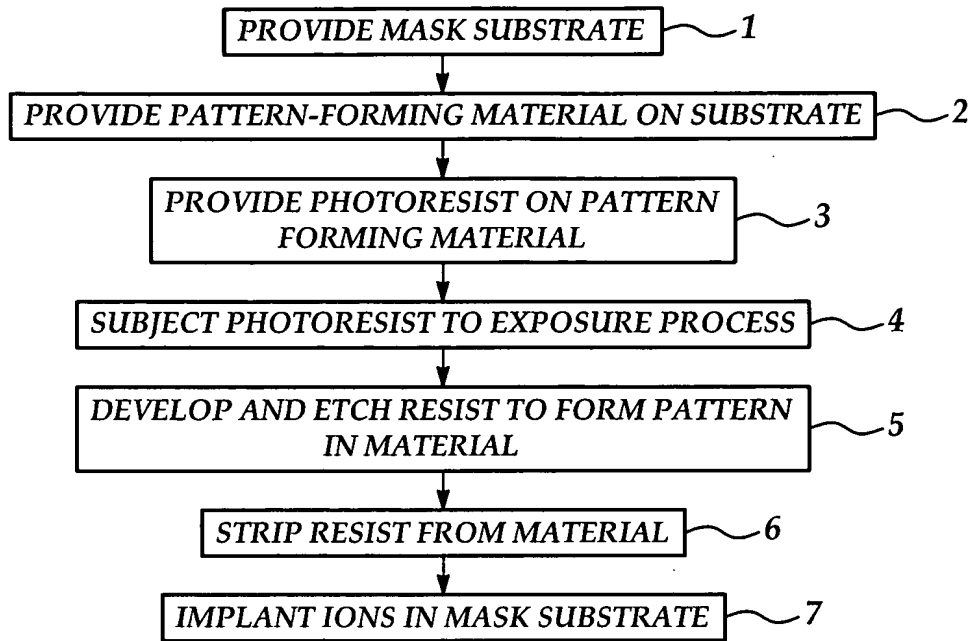 PROVIDE MASK SUBSTRATE 1
PROVIDE PATTERN-FORMING MATERIAL ON SUBSTRATE 2
PROVIDE PHOTORESIST ON PATTERN
FORMING MATERIAL 3
SUBJECT PHOTORESIST TO EXPOSURE PROCESS 4
DEVELOP AND ETCH RESIST TO FORM PATTERN
IN MATERIAL 5
STRIP RESIST FROM MATERIAL 6
IMPLANT IONS IN MASK SUBSTRATE 7